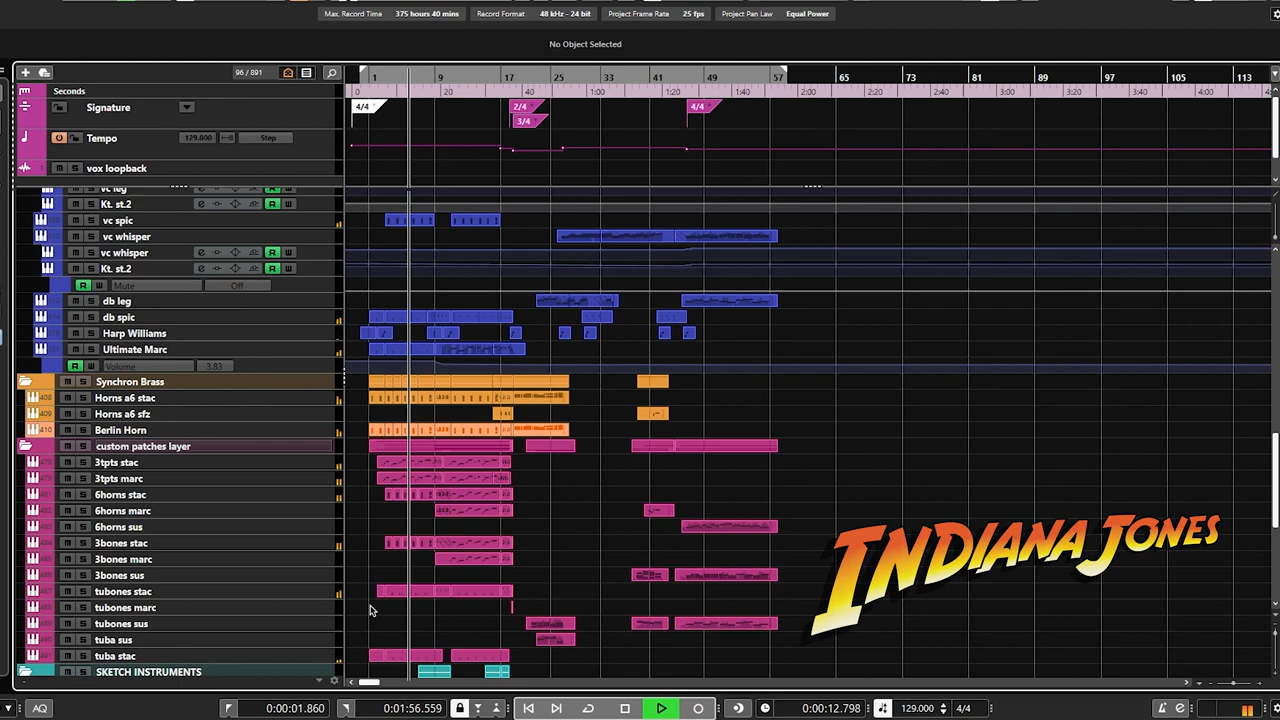 Max. Record Time 375 hours 40 mins Record Format 48 kHz - 24 bit Project Frame Rate 25 fps Project Pan Law Equal Power
No Object Selected
96 / 891
1 9 17 25 33 41 49 57 65 73 81 89 97 105 113
Seconds 0 20 40 1:00 1:20 1:40 2:00 2:20 2:40 3:00 3:20 3:40 4:00
Signature 4/4 2/4 4/4
3/4
Tempo 129.000 Step
M S vox loopback
vc leg
Kt. st.2 R W
M S vc spic
M S vc whisper
vc whisper R W
Kt. st.2 R W
R Mute Off
M S db leg
M S db spic
M S Harp Williams
M S Ultimate Marc
R W Volume 3.83
M S Synchron Brass
408 M S Horns a6 stac
409 M S Horns a6 sfz
410 M S Berlin Horn
M S custom patches layer
M S 3tpts stac
M S 3tpts marc
M S 6horns stac
M S 6horns marc
M S 6horns sus
M S 3bones stac
M S 3bones marc
M S 3bones sus
M S tubones stac
M S tubones marc
M S tubones sus
M S tuba sus
M S tuba stac
M S SKETCH INSTRUMENTS
INDIANA JONES
AQ 0:00:01.860 0:01:56.559 0:00:12.798 129.000 4/4